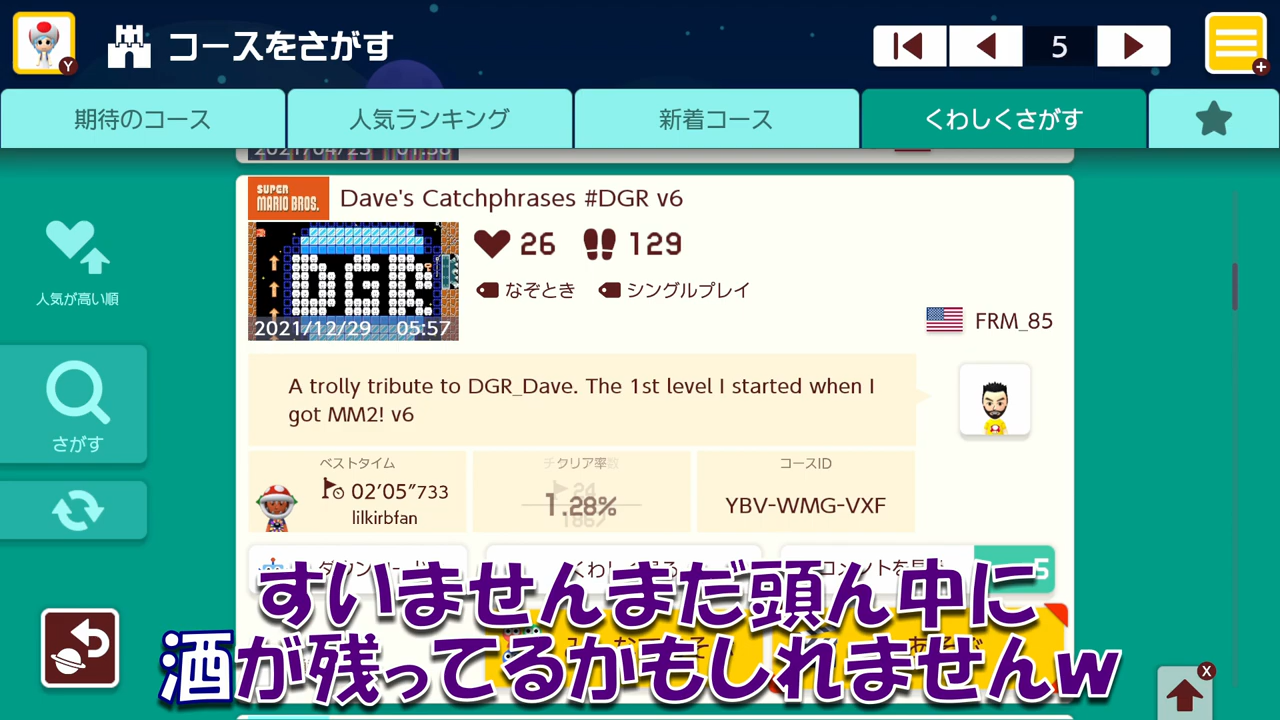 Y
コースをさがす
5
+
期待のコース
人気ランキング
新着コース
くわしくさがす
SUPER
MARIO BROS.
Dave's Catchphrases #DGR v6
26
129
DGR
なぞとき
シングルプレイ
2021/12/29 05:57
FRM_85
人気が高い順
A trolly tribute to DGR_Dave. The 1st level I started when I
got MM2! v6
さがす
ベストタイム
02'05"733
lilkirbfan
クリア率
1.28%
コースID
YBV-WMG-VXF
5
すいませんまだ頭ん中に
酒が残ってるかもしれませんw
X